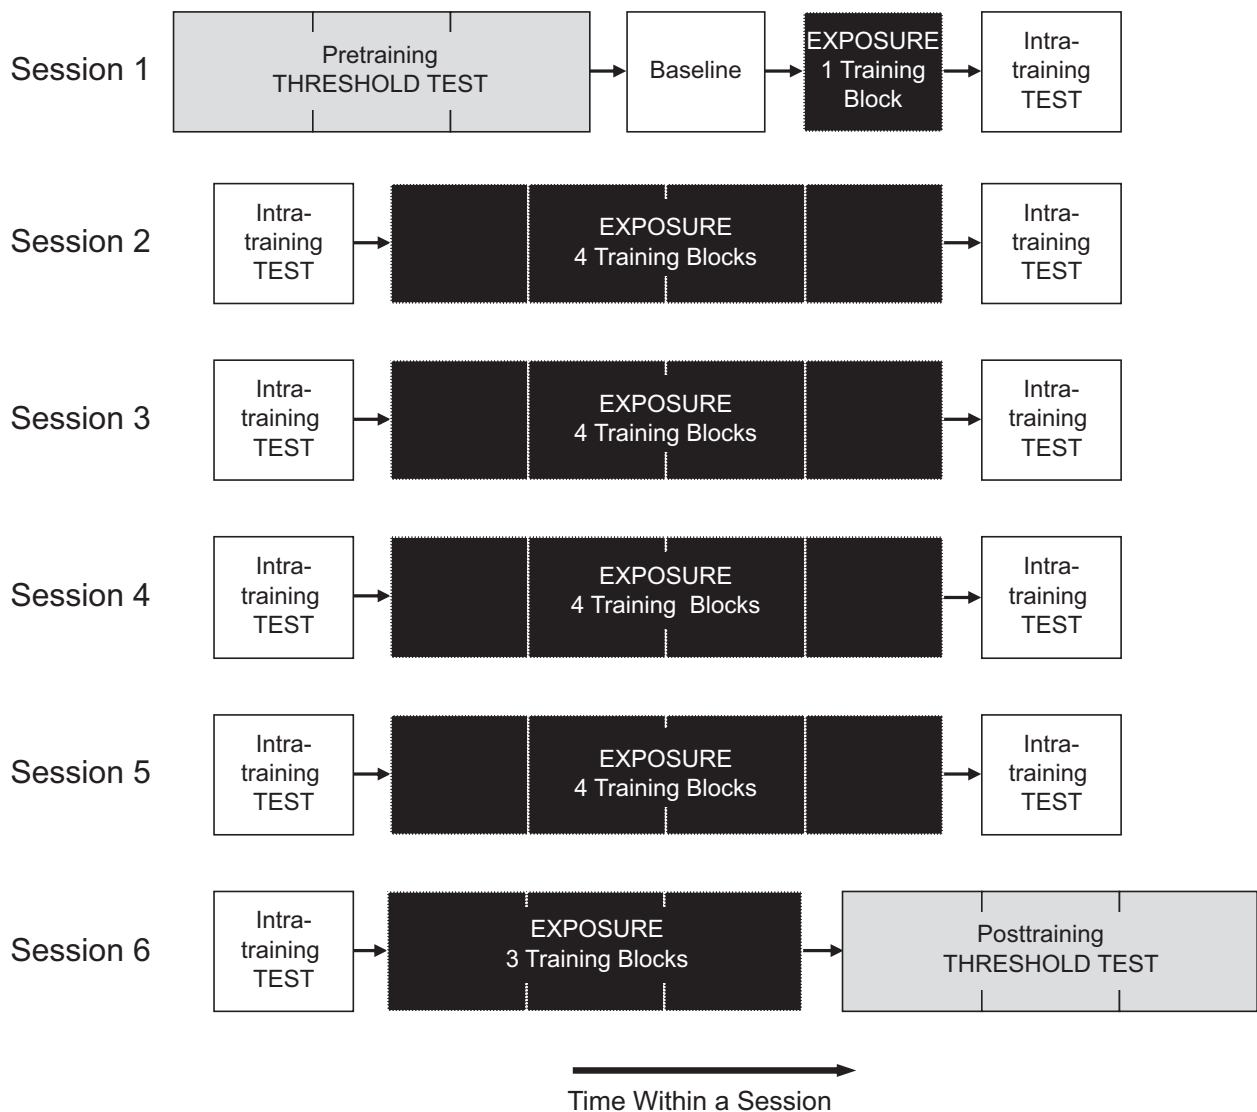 Session 1
Pretraining
THRESHOLD TEST
Baseline
EXPOSURE
1 Training
Block
Intra-
training
TEST
Session 2
Intra-
training
TEST
EXPOSURE
4 Training Blocks
Intra-
training
TEST
Session 3
Intra-
training
TEST
EXPOSURE
4 Training Blocks
Intra-
training
TEST
Session 4
Intra-
training
TEST
EXPOSURE
4 Training  Blocks
Intra-
training
TEST
Session 5
Intra-
training
TEST
EXPOSURE
4 Training Blocks
Intra-
training
TEST
Session 6
Intra-
training
TEST
EXPOSURE
3 Training Blocks
Posttraining
THRESHOLD TEST
Time Within a Session